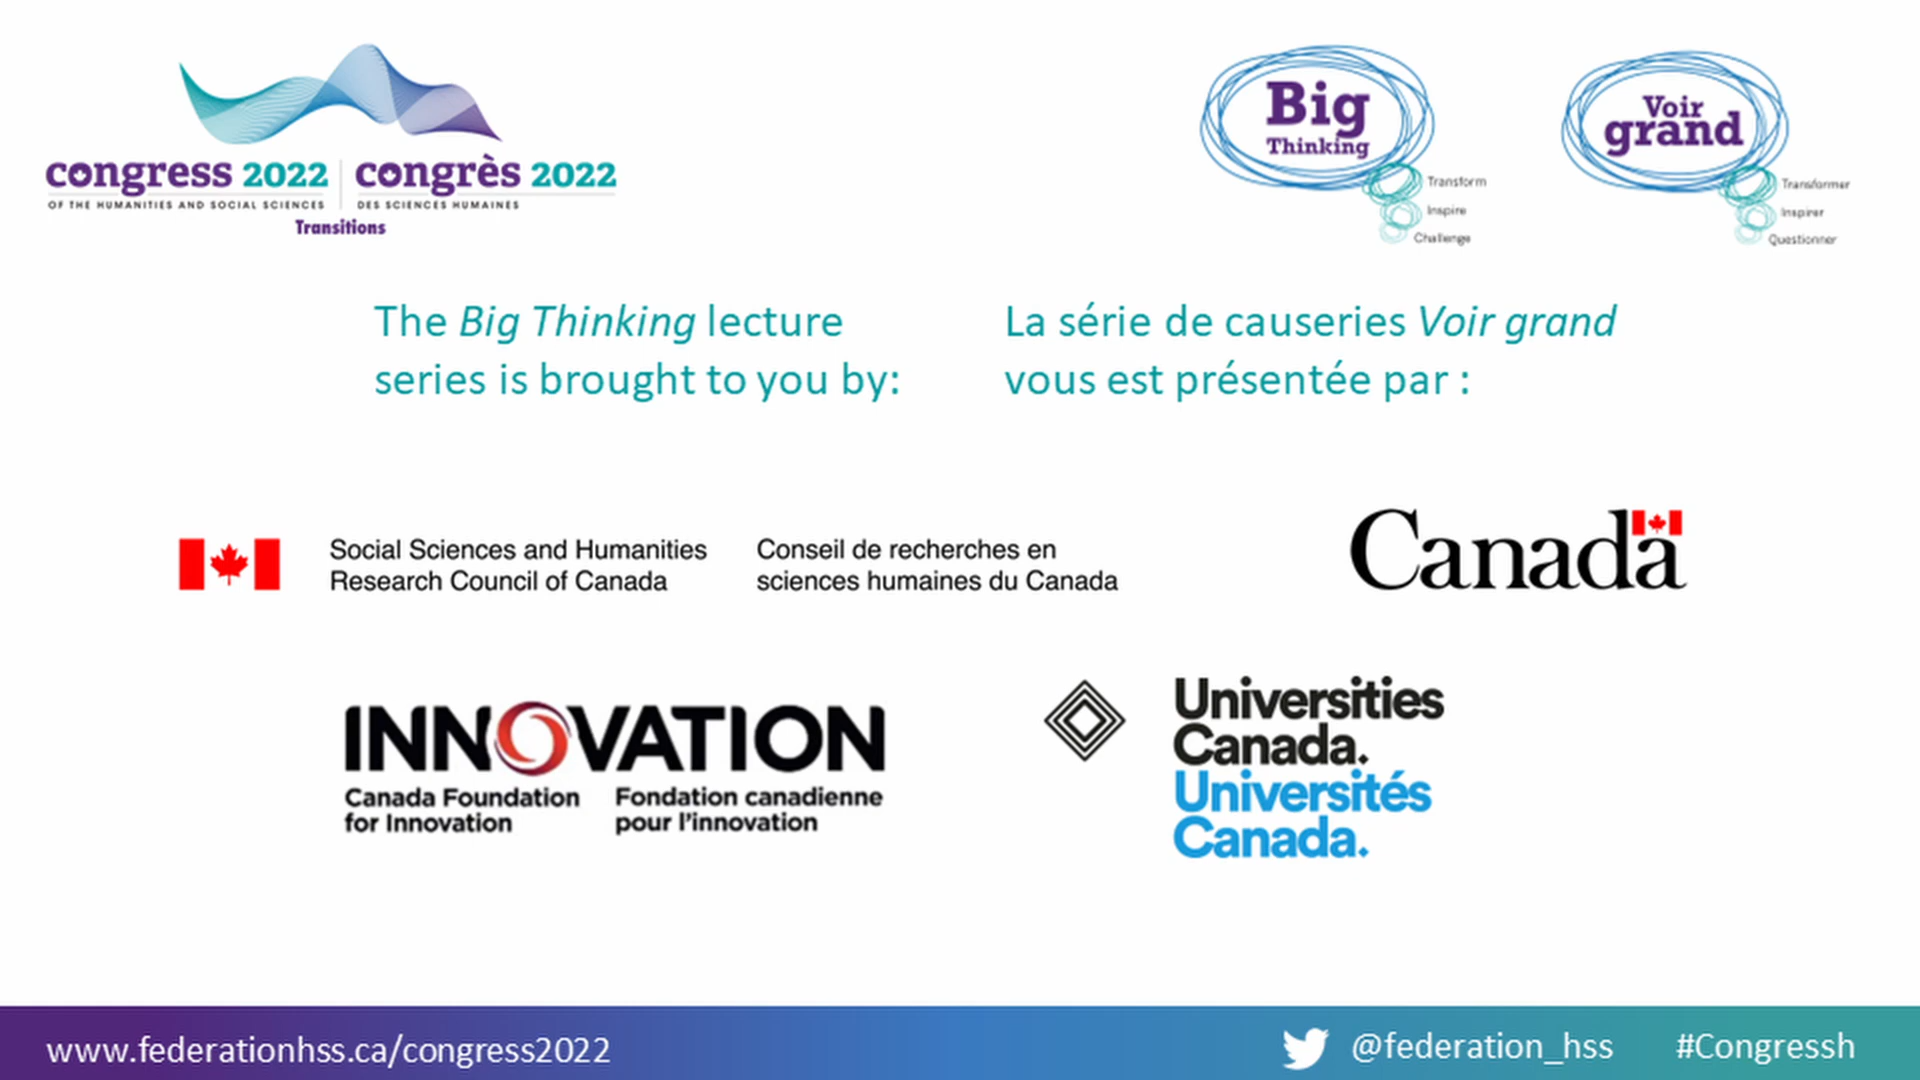 congress 2022
OF THE HUMANITIES AND SOCIAL SCIENCES
congrès 2022
DES SCIENCES HUMAINES
Transitions
Big
Thinking
Transform
Inspire
Challenge
Voir
grand
Transformer
Inspirer
Questionner
The Big Thinking lecture
series is brought to you by:
La série de causeries Voir grand
vous est présentée par :
Social Sciences and Humanities
Research Council of Canada
Conseil de recherches en
sciences humaines du Canada
Canada
INNOVATION
Canada Foundation
for Innovation
Fondation canadienne
pour l'innovation
Universities
Canada.
Universités
Canada.
www.federationhss.ca/congress2022
@federation_hss
#Congressh